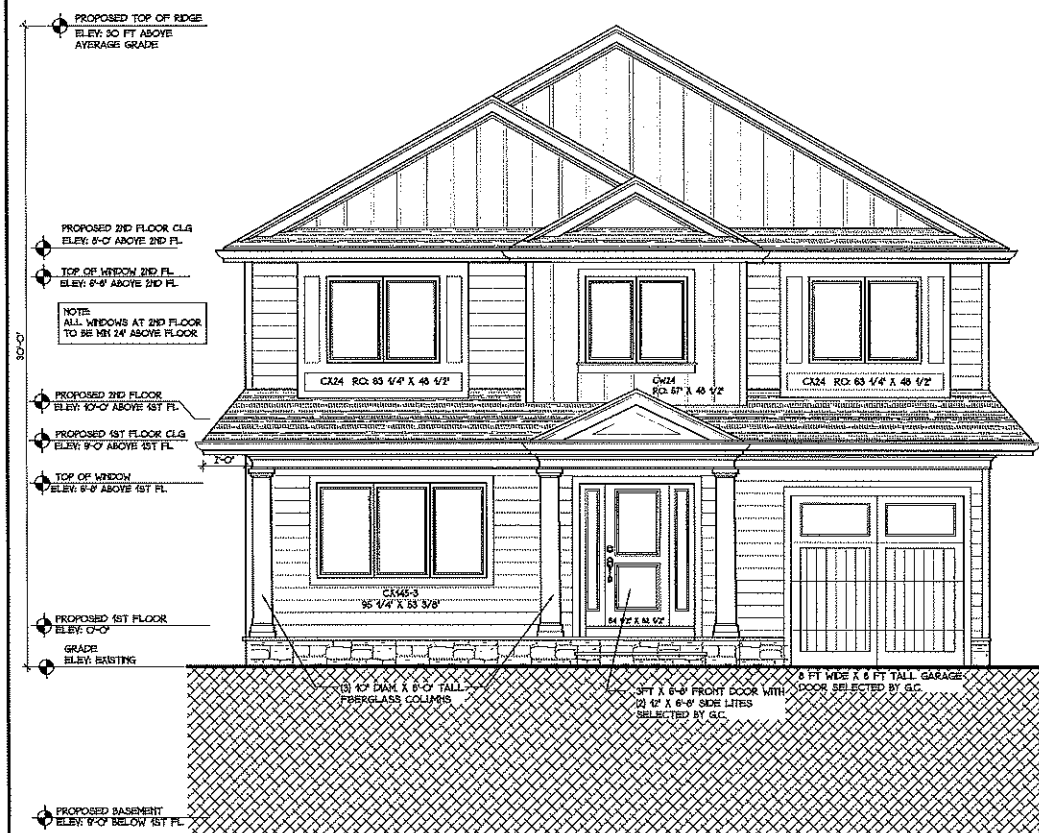 PROPOSED TOP OF RIDGE
ELEV: 30 FT ABOVE
AVERAGE GRADE
PROPOSED 2ND FLOOR CLG
ELEV: 8'-0" ABOVE 2ND FL
TOP OF WINDOW 2ND FL
ELEV: 6'-8" ABOVE 2ND FL
NOTE:
ALL WINDOWS AT 2ND FLOOR
TO BE MIN 24" ABOVE FLOOR
30'-0"
CX24 RO: 63 1/4" X 48 1/2"
CW24
RO: 57" X 48 1/2"
CX24 RO: 63 1/4" X 48 1/2"
PROPOSED 2ND FLOOR
ELEV: 10'-0" ABOVE 1ST FL
PROPOSED 1ST FLOOR CLG
ELEV: 9'-0" ABOVE 1ST FL
2'-0"
TOP OF WINDOW
ELEV: 6'-8" ABOVE 1ST FL
CX145-3
95 1/4" X 53 3/8"
64 1/2" X 82 1/2"
PROPOSED 1ST FLOOR
ELEV: 0'-0"
GRADE
ELEV: EXISTING
(3) 10" DIAM. X 8'-0" TALL
FIBERGLASS COLUMNS
3FT X 6'-8" FRONT DOOR WITH
(2) 12" X 6'-8" SIDE LITES
SELECTED BY G.C.
8 FT WIDE X 8 FT TALL GARAGE
DOOR SELECTED BY G.C.
PROPOSED BASEMENT
ELEV: 9'-0" BELOW 1ST FL